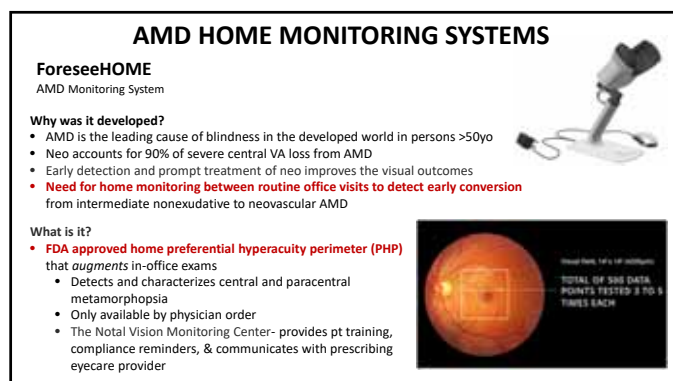 AMD HOME MONITORING SYSTEMS
ForeseeHOME
AMD Monitoring System
Why was it developed?
• AMD is the leading cause of blindness in the developed world in persons >50yo
• Neo accounts for 90% of severe central VA loss from AMD
• Early detection and prompt treatment of neo improves the visual outcomes
• Need for home monitoring between routine office visits to detect early conversion
from intermediate nonexudative to neovascular AMD
What is it?
• FDA approved home preferential hyperacuity perimeter (PHP)
that augments in-office exams
• Detects and characterizes central and paracentral
metamorphopsia
• Only available by physician order
• The Notal Vision Monitoring Center- provides pt training,
compliance reminders, & communicates with prescribing
eyecare provider
TOTAL OF 500 DATA
POINTS TESTED 3 TO 5
TIMES EACH